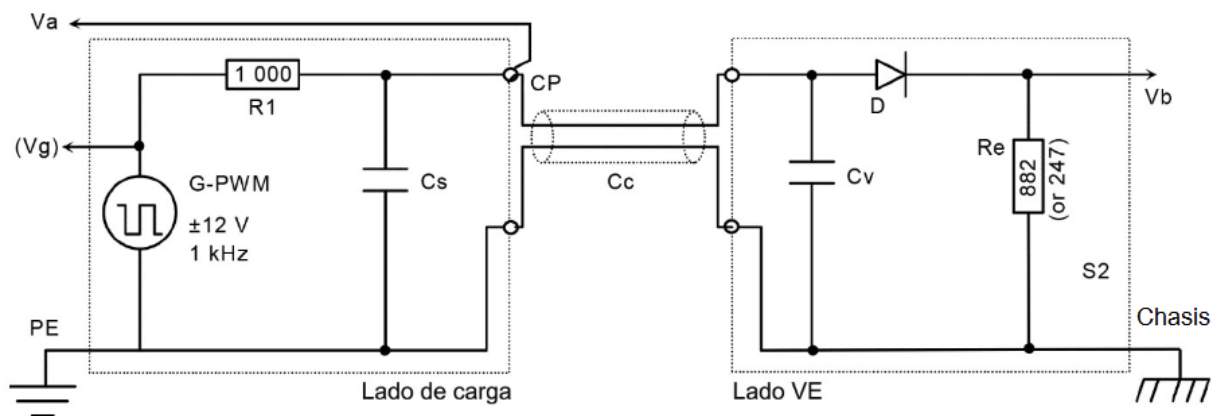 Va
1 000
R1
CP
(Vg)
G-PWM
±12 V
1 kHz
Cs
PE
Lado de carga
Cc
D
Vb
Cv
Re
882
(or 247)
S2
Lado VE
Chasis